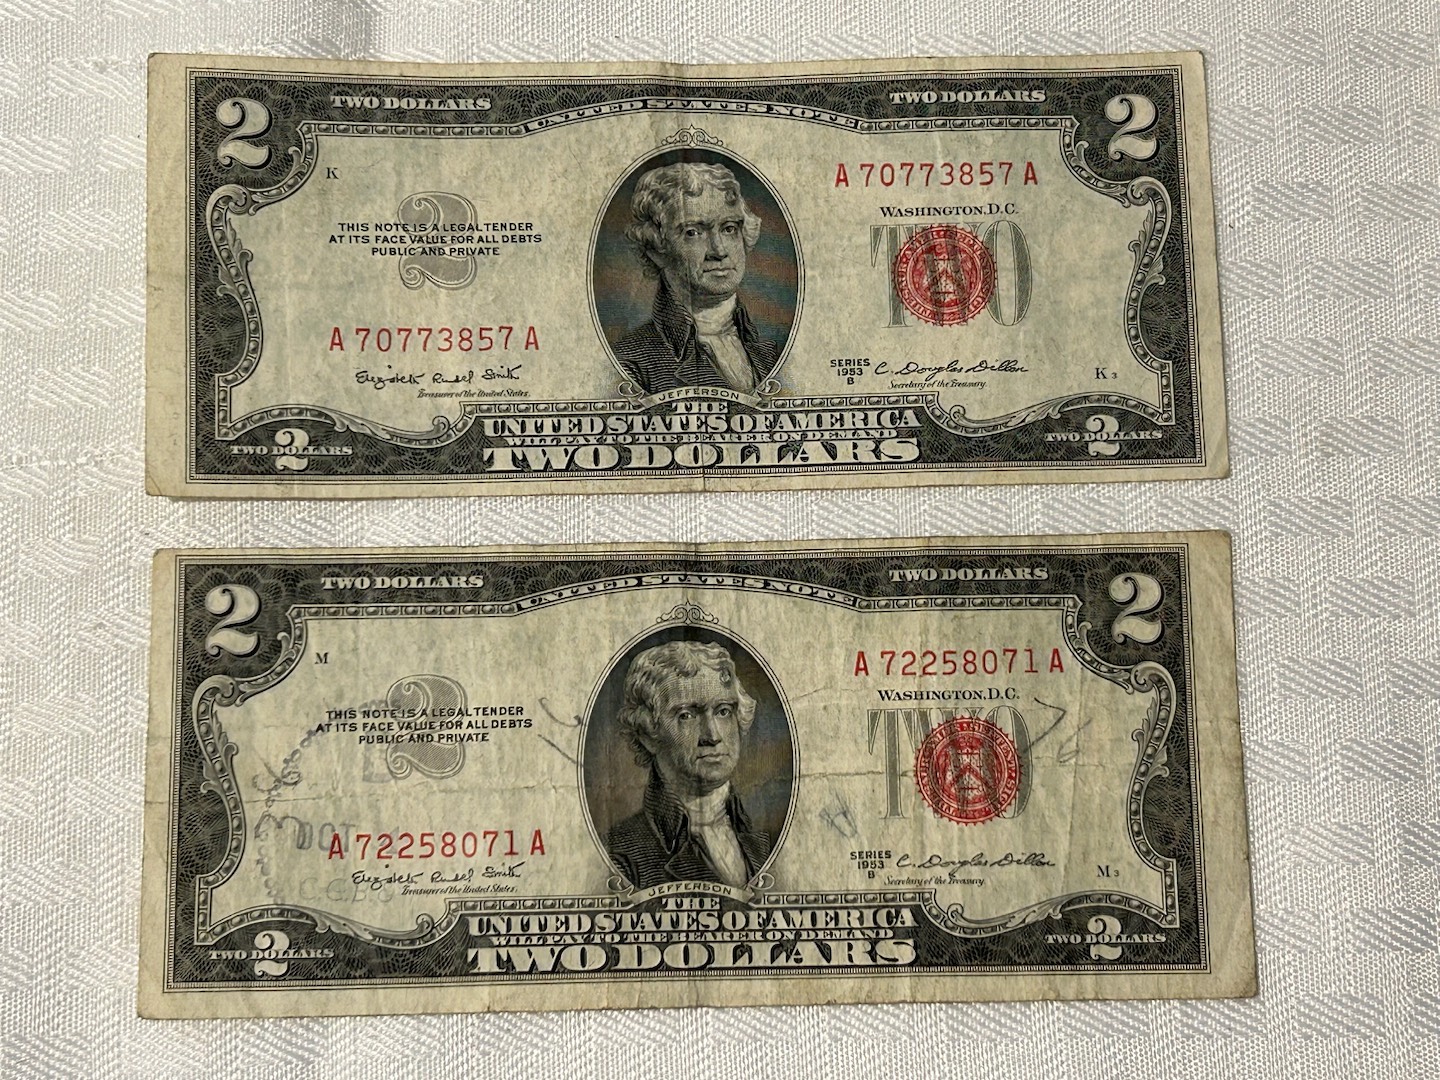 TWO DOLLARS UNITED STATES NOTE TWO DOLLARS
2 2
K
A 70773857 A
WASHINGTON, D.C.
2
TWO
THIS NOTE IS A LEGAL TENDER
AT ITS FACE VALUE FOR ALL DEBTS
PUBLIC AND PRIVATE
A 70773857 A
Elizabeth Rudel Smith
Treasurer of the United States.
SERIES
1953
B
C. Douglas Dillon
Secretary of the Treasury.
K 3
JEFFERSON
THE
UNITED STATES OF AMERICA
WILL PAY TO THE BEARER ON DEMAND
TWO DOLLARS
TWO DOLLARS
2
TWO DOLLARS
2
TWO DOLLARS UNITED STATES NOTE TWO DOLLARS
2 2
M
A 72258071 A
WASHINGTON, D.C.
2
TWO
THIS NOTE IS A LEGAL TENDER
AT ITS FACE VALUE FOR ALL DEBTS
PUBLIC AND PRIVATE
A 72258071 A
Elizabeth Rudel Smith
Treasurer of the United States.
SERIES
1953
B
C. Douglas Dillon
Secretary of the Treasury.
M 3
JEFFERSON
THE
UNITED STATES OF AMERICA
WILL PAY TO THE BEARER ON DEMAND
TWO DOLLARS
TWO DOLLARS
2
TWO DOLLARS
2